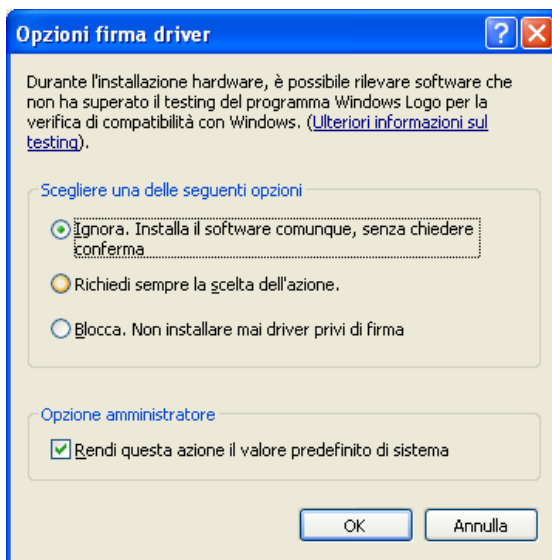 Opzioni firma driver
Durante l'installazione hardware, è possibile rilevare software che
non ha superato il testing del programma Windows Logo per la
verifica di compatibilità con Windows. (Ulteriori informazioni sul
testing).
Scegliere una delle seguenti opzioni
Ignora. Installa il software comunque, senza chiedere
conferma
Richiedi sempre la scelta dell'azione.
Blocca. Non installare mai driver privi di firma
Opzione amministratore
Rendi questa azione il valore predefinito di sistema
OK Annulla